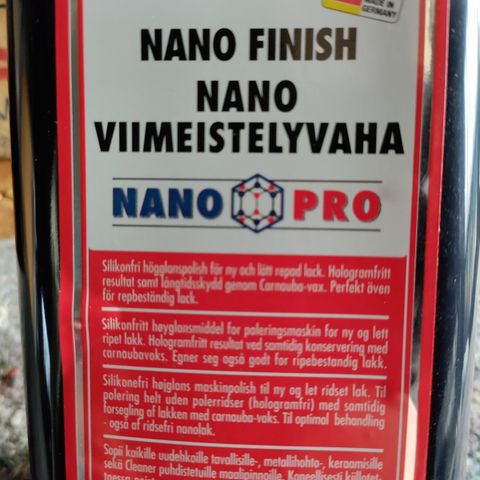 MADE IN
GERMANY
NANO FINISH
NANO
VIIMEISTELYVAHA
NANO PRO
Silikonfri högglanspolish för ny och lätt repad lack. Hologramfritt
resultat samt långtidsskydd genom Carnauba-vax. Perfekt även
för repbeständig lack.
Silikonfritt høyglansmiddel for poleringsmaskin for ny og lett
ripet lakk. Hologramfritt resultat ved samtidig konservering med
carnaubavoks. Egner seg også godt for ripebestandig lakk.
Silikonefri højglans maskinpolish til ny og let ridset lak. Til
polering helt uden polerridser (hologramfri) med samtidig
forsegling af lakken med carnauba-voks. Til optimal behandling
- også af ridsefri nanolak.
Sopii kaikille uudehkoille tavallisille-, metallihohto-, keraamisille
sekä Cleaner puhdistetuille maalipinnoille. Koneellisesti kiillotet-